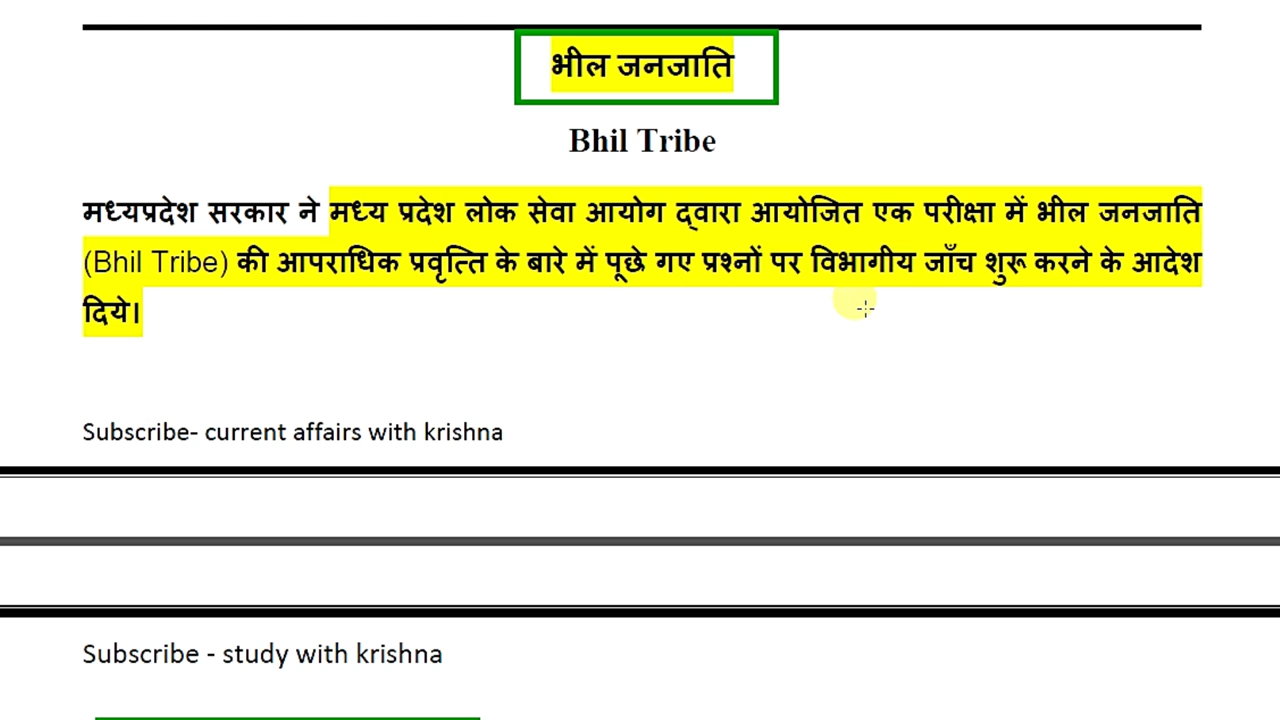 भील जनजाति
Bhil Tribe
मध्यप्रदेश सरकार ने मध्य प्रदेश लोक सेवा आयोग द्वारा आयोजित एक परीक्षा में भील जनजाति
(Bhil Tribe) की आपराधिक प्रवृत्ति के बारे में पूछे गए प्रश्नों पर विभागीय जाँच शुरू करने के आदेश
दिये।
Subscribe- current affairs with krishna
Subscribe - study with krishna